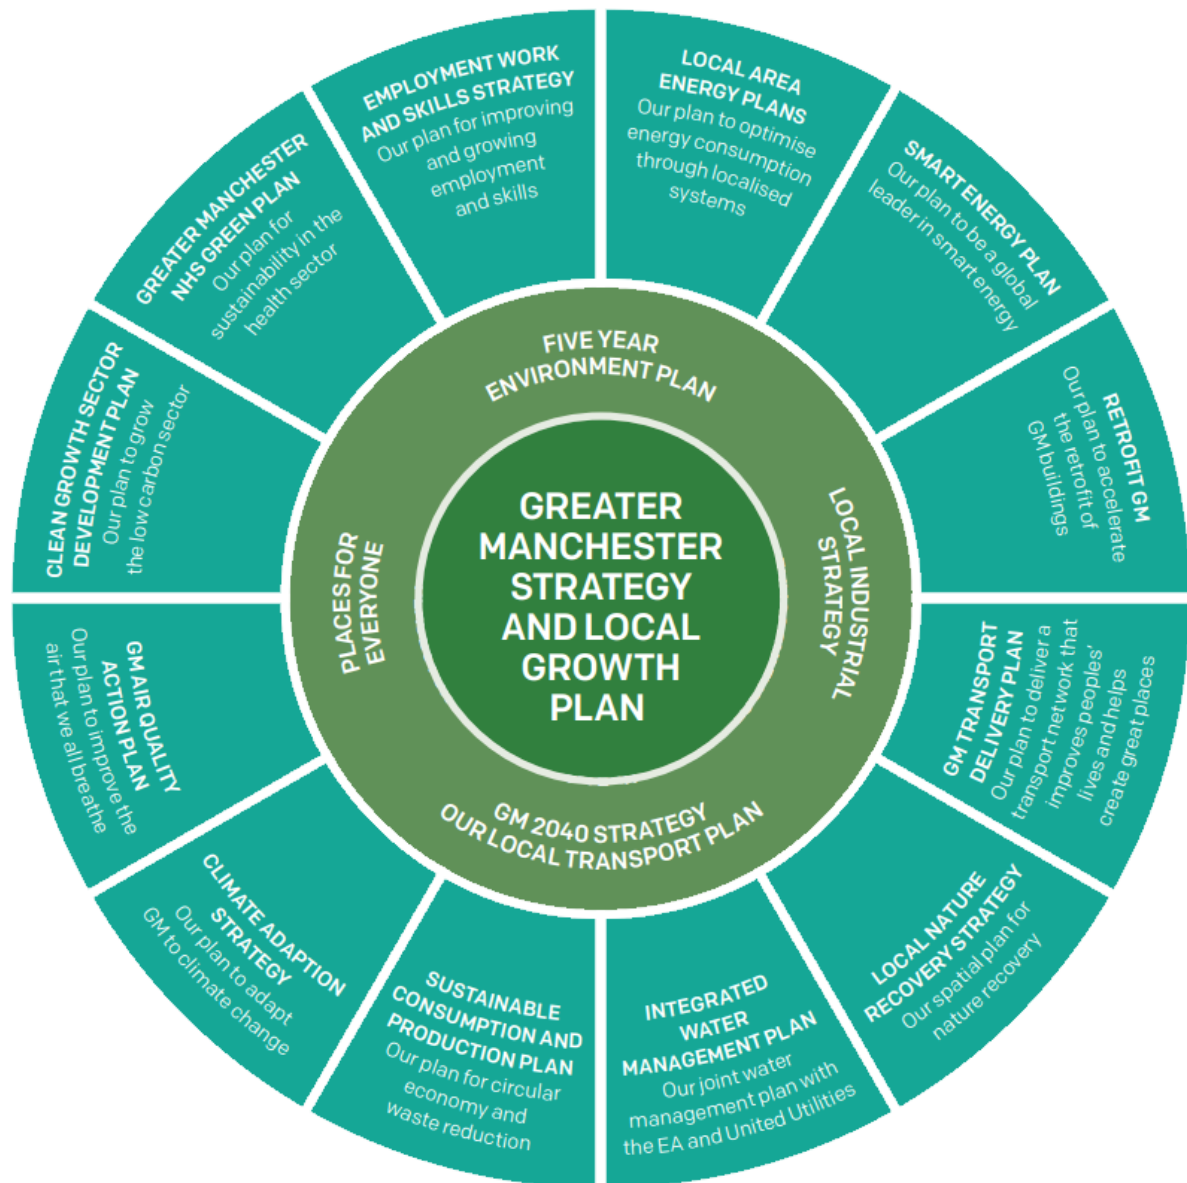 GREATER
MANCHESTER
STRATEGY
AND LOCAL
GROWTH
PLAN
FIVE YEAR
ENVIRONMENT PLAN
LOCAL INDUSTRIAL
STRATEGY
GM 2040 STRATEGY
OUR LOCAL TRANSPORT PLAN
PLACES FOR
EVERYONE
LOCAL AREA
ENERGY PLANS
Our plan to optimise
energy consumption
through localised
systems
SMART ENERGY PLAN
Our plan to be a global
leader in smart energy
RETROFIT GM
Our plan to accelerate
the retrofit of
GM buildings
GM TRANSPORT
DELIVERY PLAN
Our plan to deliver a
transport network that
improves peoples’
lives and helps
create great places
LOCAL NATURE
RECOVERY STRATEGY
Our spatial plan for
nature recovery
INTEGRATED
WATER
MANAGEMENT PLAN
Our joint water
management plan with
the EA and United Utilities
SUSTAINABLE
CONSUMPTION AND
PRODUCTION PLAN
Our plan for circular
economy and
waste reduction
CLIMATE ADAPTION
STRATEGY
Our plan to adapt
GM to climate change
GM AIR QUALITY
ACTION PLAN
Our plan to improve the
air that we all breathe
CLEAN GROWTH SECTOR
DEVELOPMENT PLAN
Our plan to grow
the low carbon sector
GREATER MANCHESTER
NHS GREEN PLAN
Our plan for
sustainability in the
health sector
EMPLOYMENT WORK
AND SKILLS STRATEGY
Our plan for improving
and growing
employment
and skills